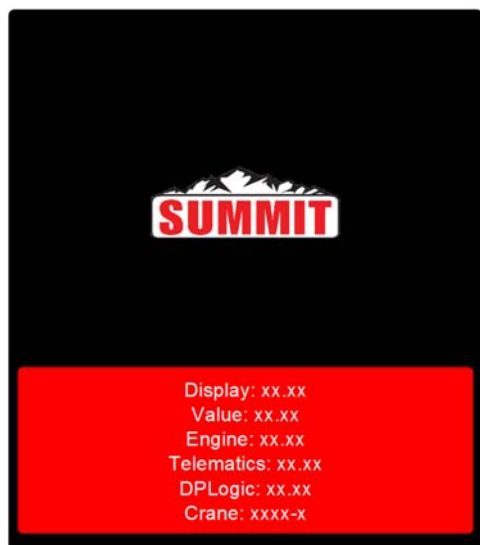 SUMMIT
Display: xx.xx
Value: xx.xx
Engine: xx.xx
Telematics: xx.xx
DPLogic: xx.xx
Crane: xxxx-x